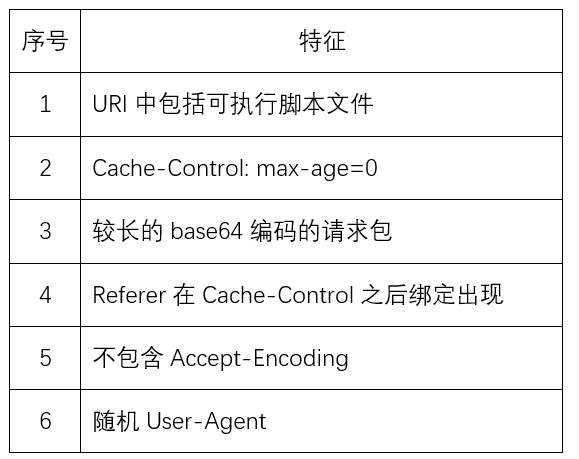 序号 特征
1 URI 中包括可执行脚本文件
2 Cache-Control: max-age=0
3 较长的 base64 编码的请求包
4 Referer 在 Cache-Control 之后绑定出现
5 不包含 Accept-Encoding
6 随机 User-Agent